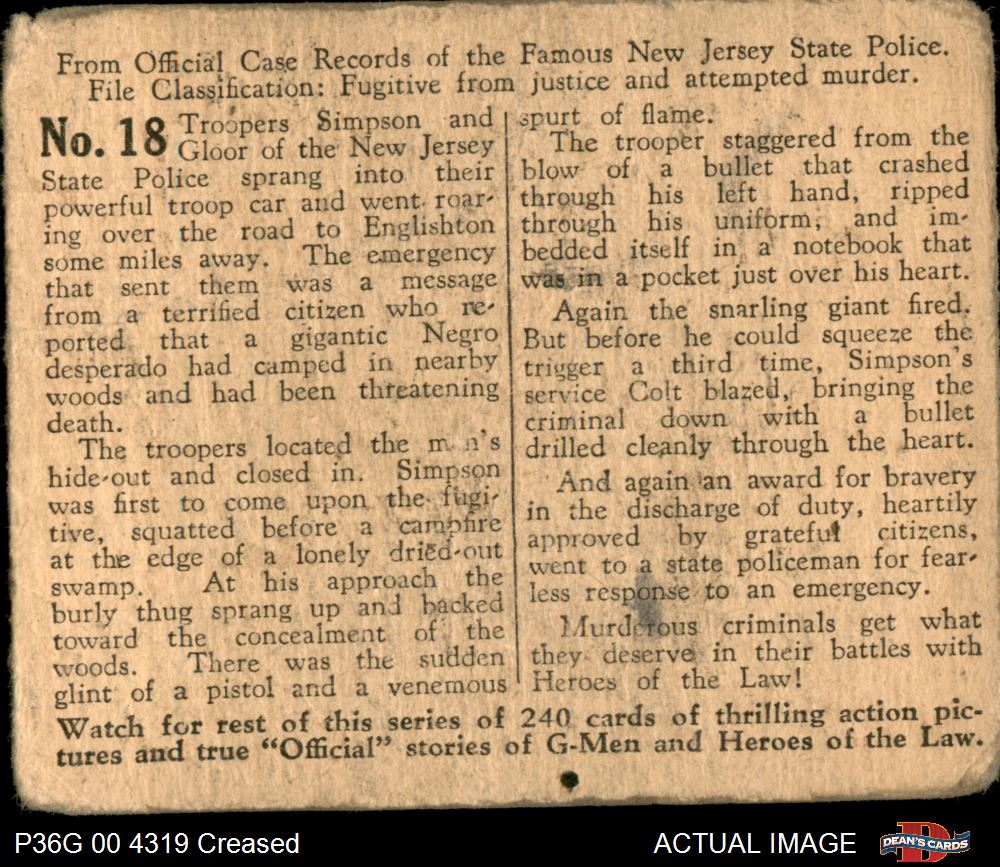 From Official Case Records of the Famous New Jersey State Police.
File Classification: Fugitive from justice and attempted murder.
No. 18 Troopers Simpson and
Gloor of the New Jersey
State Police sprang into their
powerful troop car and went roar-
ing over the road to Englishton
some miles away. The emergency
that sent them was a message
from a terrified citizen who re-
ported that a gigantic Negro
desperado had camped in nearby
woods and had been threatening
death.
The troopers located the m n's
hide-out and closed in. Simpson
was first to come upon the fugi-
tive, squatted before a campfire
at the edge of a lonely dried-out
swamp. At his approach the
burly thug sprang up and backed
toward the concealment of the
woods. There was the sudden
glint of a pistol and a venemous
spurt of flame.
The trooper staggered from the
blow of a bullet that crashed
through his left hand, ripped
through his uniform, and im-
bedded itself in a notebook that
was in a pocket just over his heart.
Again the snarling giant fired.
But before he could squeeze the
trigger a third time, Simpson's
service Colt blazed, bringing the
criminal down with a bullet
drilled cleanly through the heart.
And again an award for bravery
in the discharge of duty, heartily
approved by grateful citizens,
went to a state policeman for fear-
less response to an emergency.
Murderous criminals get what
they deserve in their battles with
Heroes of the Law!
Watch for rest of this series of 240 cards of thrilling action pic-
tures and true "Official" stories of G-Men and Heroes of the Law.
P36G 00 4319 Creased
ACTUAL IMAGE
D
DEAN'S CARDS